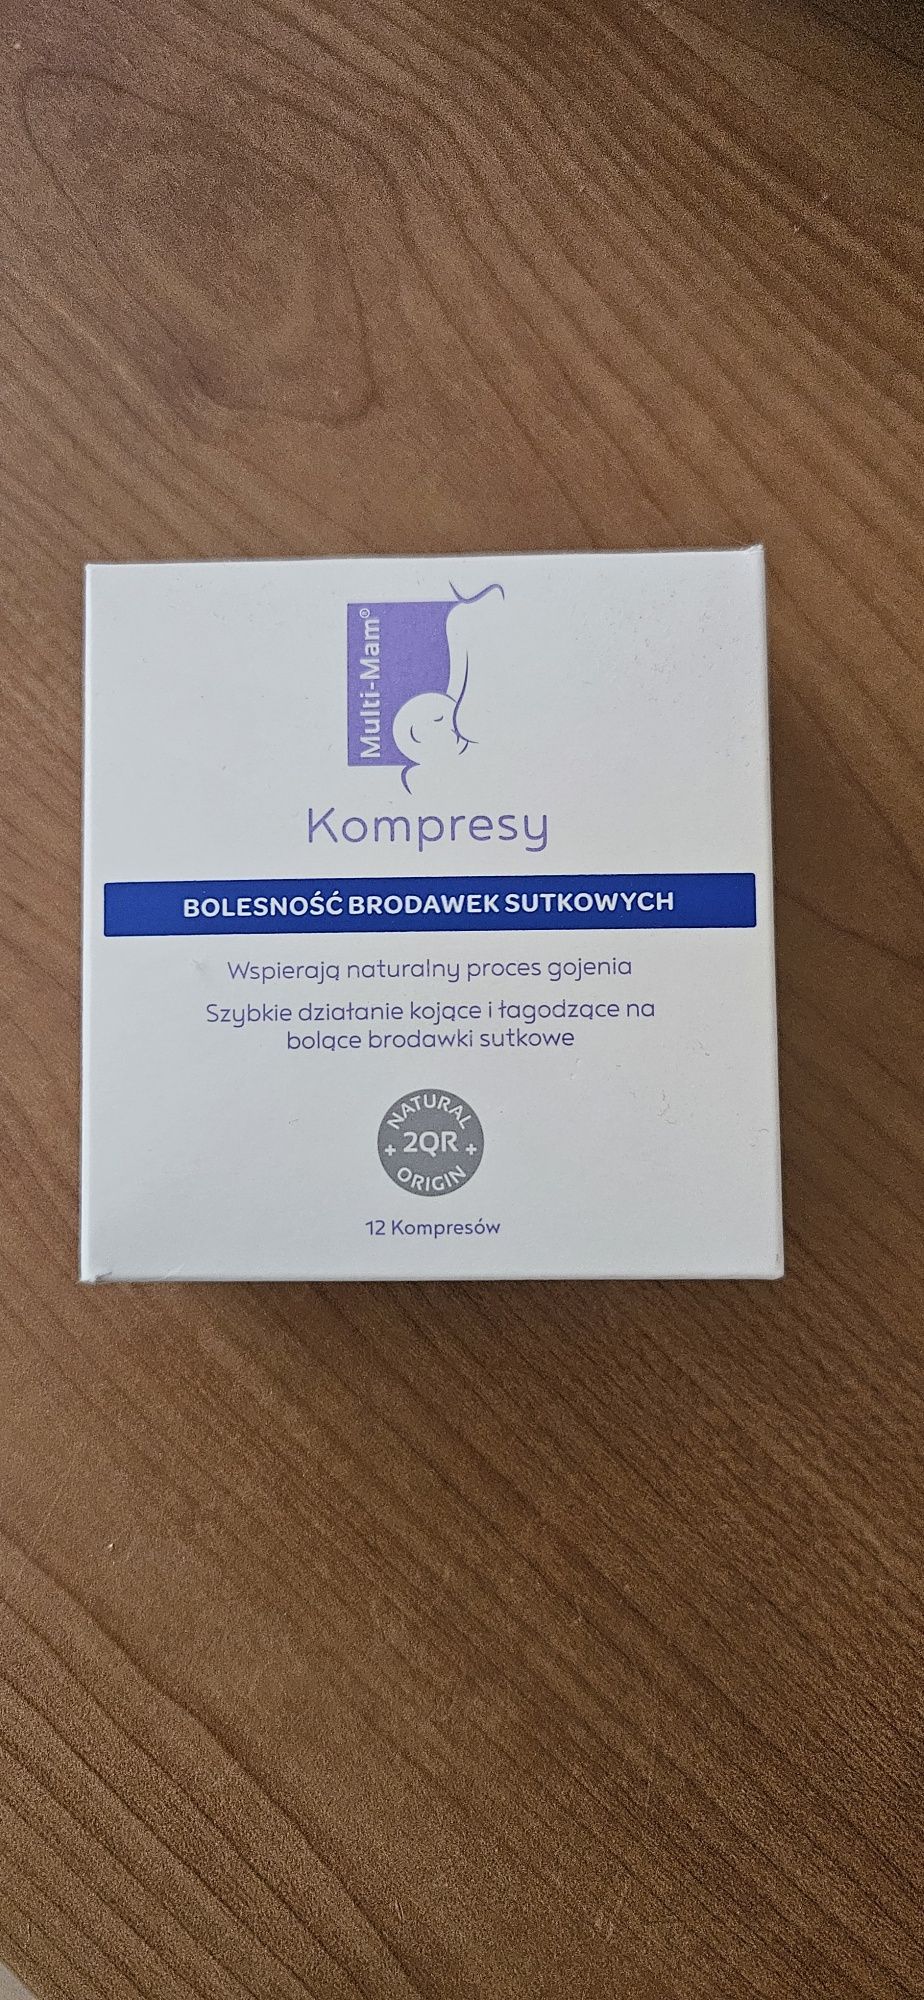 Multi-Mam®
Kompresy
BOLESNOŚĆ BRODAWEK SUTKOWYCH
Wspierają naturalny proces gojenia
Szybkie działanie kojące i łagodzące na
bolące brodawki sutkowe
NATURAL
+ 2QR +
ORIGIN
12 Kompresów